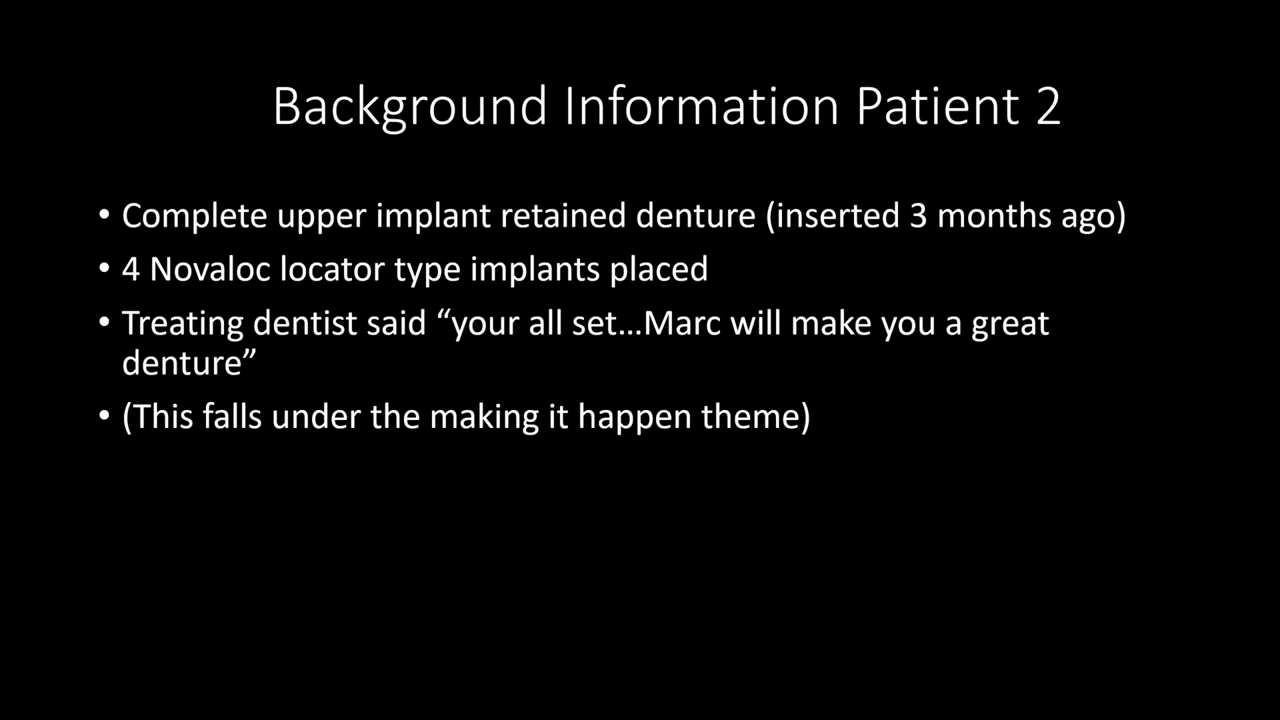 Background Information Patient 2
• Complete upper implant retained denture (inserted 3 months ago)
• 4 Novaloc locator type implants placed
• Treating dentist said “your all set…Marc will make you a great
denture”
• (This falls under the making it happen theme)